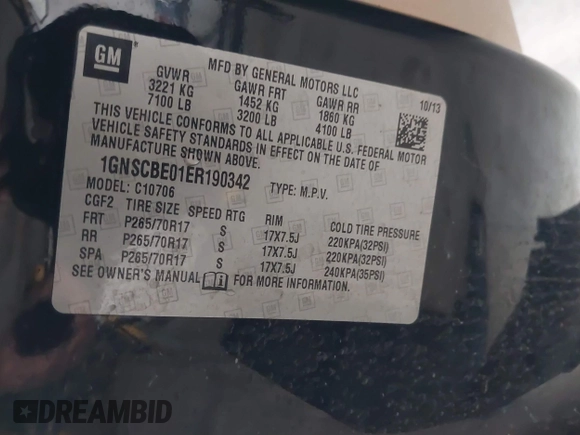 GM
MFD BY GENERAL MOTORS LLC
10/13
GVWR GAWR FRT GAWR RR
3221 KG 1452 KG 1860 KG
7100 LB 3200 LB 4100 LB
THIS VEHICLE CONFORMS TO ALL APPLICABLE U.S. FEDERAL MOTOR
VEHICLE SAFETY STANDARDS IN EFFECT ON THE DATE OF
MANUFACTURE SHOWN ABOVE.
1GNSCBE01ER190342
MODEL: C10706 TYPE: M.P.V.
CGF2 TIRE SIZE SPEED RTG RIM COLD TIRE PRESSURE
FRT P265/70R17 S 17X7.5J 220KPA(32PSI)
RR P265/70R17 S 17X7.5J 220KPA(32PSI)
SPA P265/70R17 S 17X7.5J 240KPA(35PSI)
SEE OWNER'S MANUAL FOR MORE INFORMATION.
DREAMBID